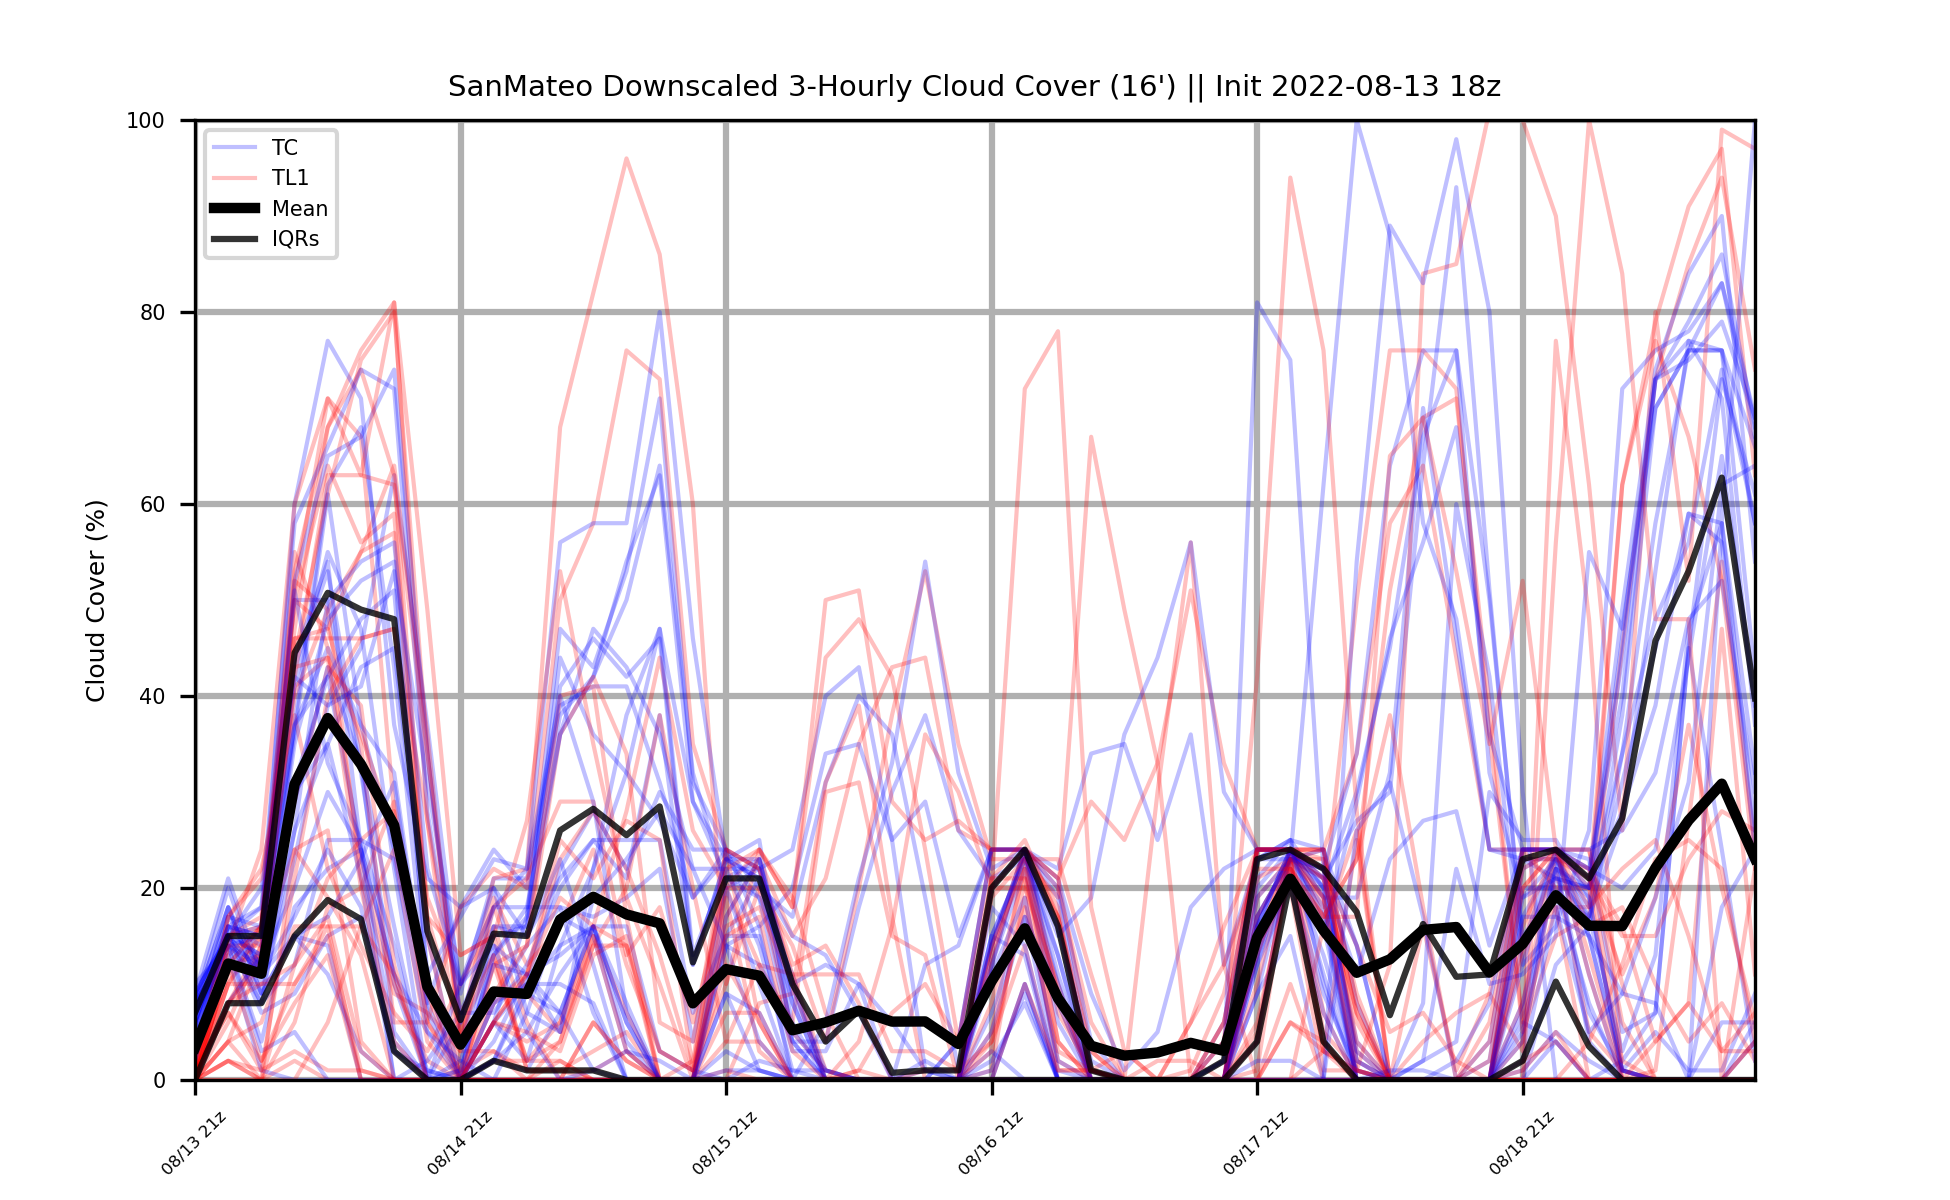 SanMateo Downscaled 3-Hourly Cloud Cover (16') || Init 2022-08-13 18z
100
80
60
40
20
0
Cloud Cover (%)
TC
TL1
Mean
IQRs
08/13 21z
08/14 21z
08/15 21z
08/16 21z
08/17 21z
08/18 21z